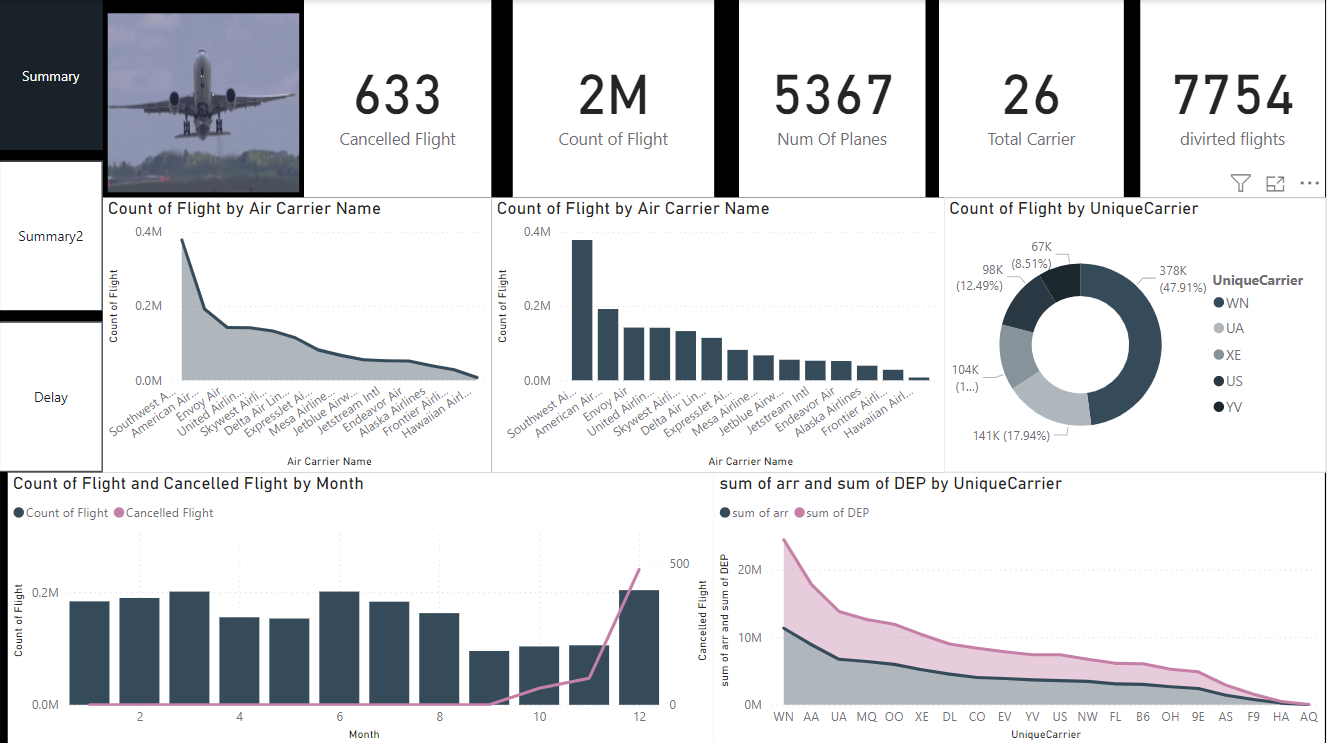 Summary
Summary2
Delay
633
Cancelled Flight
2M
Count of Flight
5367
Num Of Planes
26
Total Carrier
7754
divirted flights
Count of Flight by Air Carrier Name
Count of Flight
0.4M
0.2M
0.0M
Southwest A...
American Air...
Envoy Air
United Airlin...
Skywest Airli...
Delta Air Lin...
ExpressJet Ai...
Mesa Airline...
Jetblue Airw...
Jetstream Intl
Endeavor Air
Alaska Airlines
Frontier Airli...
Hawaiian Airl...
Air Carrier Name
Count of Flight by Air Carrier Name
Count of Flight
0.4M
0.2M
0.0M
Southwest Ai...
American Air...
Envoy Air
United Airlin...
Skywest Airli...
Delta Air Lin...
ExpressJet Ai...
Mesa Airline...
Jetblue Airw...
Jetstream Intl
Endeavor Air
Alaska Airlines
Frontier Airli...
Hawaiian Airl...
Air Carrier Name
Count of Flight by UniqueCarrier
67K
(8.51%)
98K
(12.49%)
104K
(1...)
141K (17.94%)
378K
(47.91%)
UniqueCarrier
WN
UA
XE
US
YV
Count of Flight and Cancelled Flight by Month
Count of Flight Cancelled Flight
Count of Flight
0.2M
0.0M
2 4 6 8 10 12
Month
500
0
Cancelled Flight
sum of arr and sum of DEP by UniqueCarrier
sum of arr sum of DEP
sum of arr and sum of DEP
20M
10M
0M
WN AA UA MQ OO XE DL CO EV YV US NW FL B6 OH 9E AS F9 HA AQ
UniqueCarrier